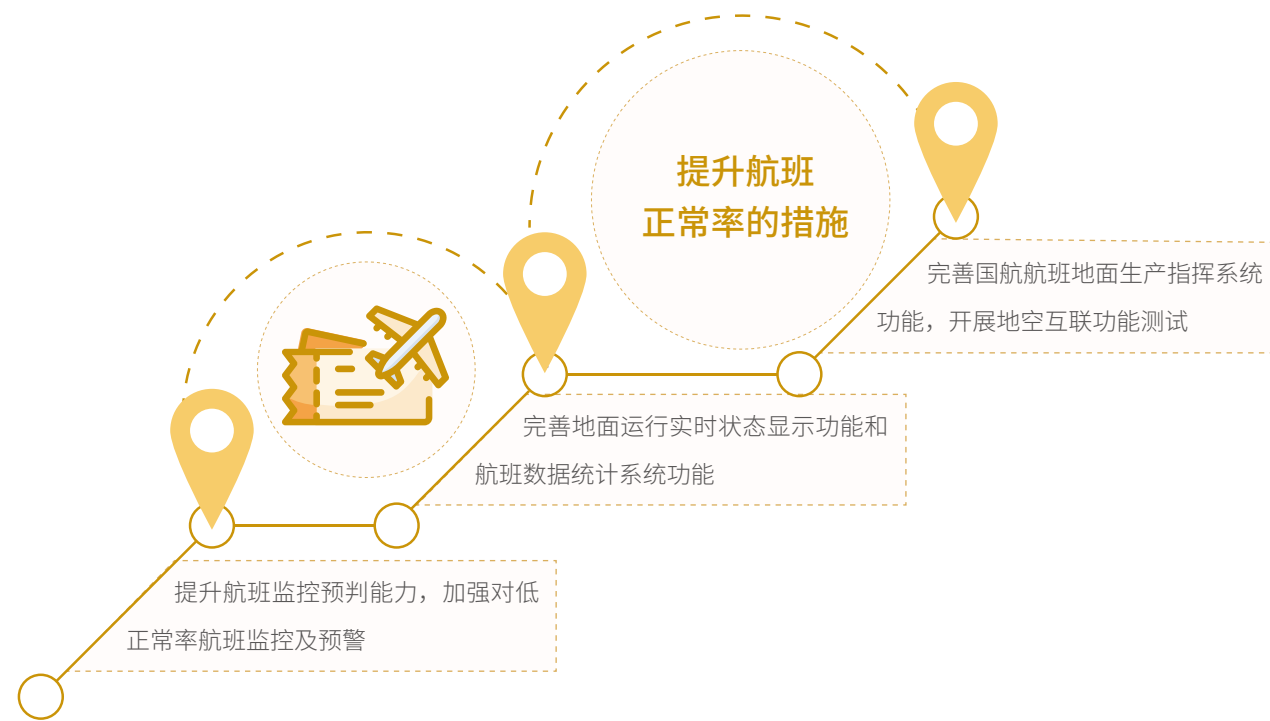 提升航班
正常率的措施
完善国航航班地面生产指挥系统
功能，开展地空互联功能测试
完善地面运行实时状态显示功能和
航班数据统计系统功能
提升航班监控预判能力，加强对低
正常率航班监控及预警